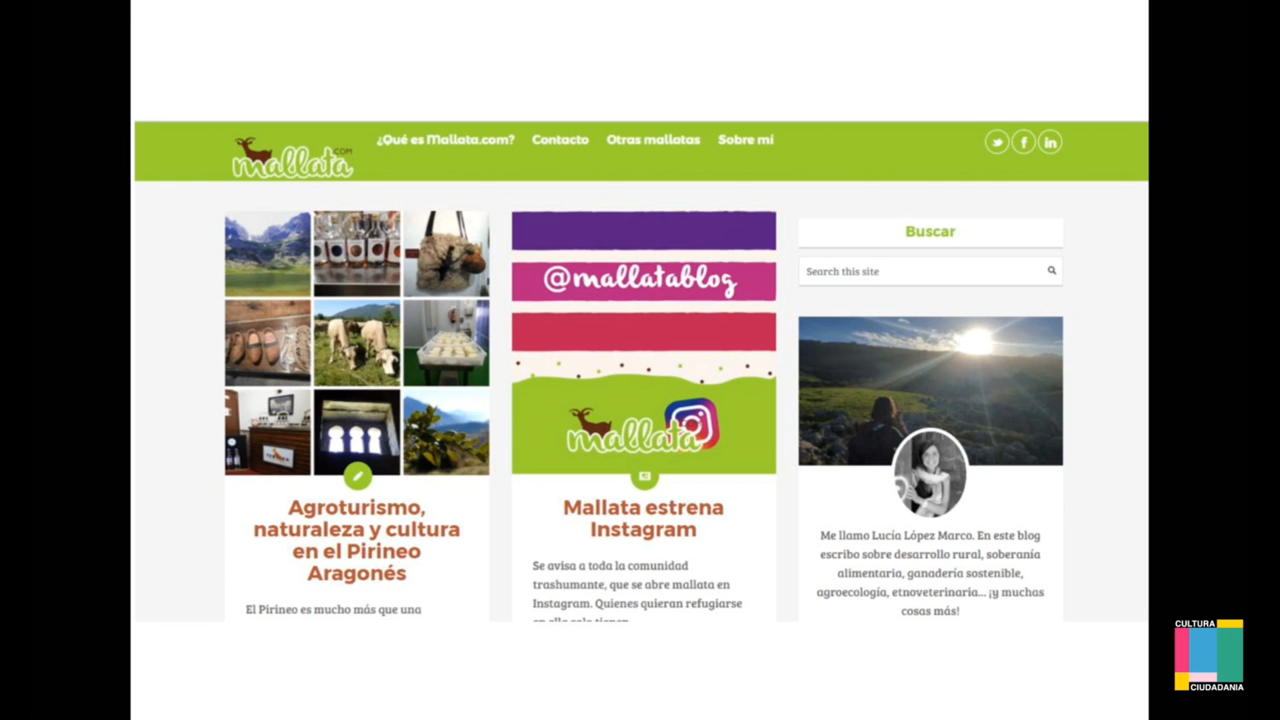 ¿Qué es Mallata.com?
Contacto
Otras mallatas
Sobre mí
mallata
.COM
@mallatablog
mallata
Agroturismo,
naturaleza y cultura
en el Pirineo
Aragonés
El Pirineo es mucho más que una
Mallata estrena
Instagram
Se avisa a toda la comunidad
trashumante, que se abre mallata en
Instagram. Quienes quieran refugiarse
Buscar
Search this site
Me llamo Lucía López Marco. En este blog
escribo sobre desarrollo rural, soberanía
alimentaria, ganadería sostenible,
agroecología, etnoveterinaria... ¡y muchas
cosas más!
CULTURA
CIUDADANIA